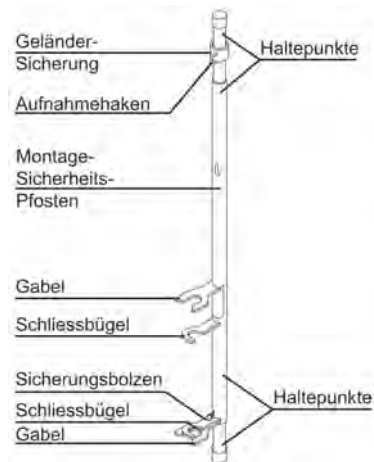 Geländer-
Sicherung
Haltepunkte
Aufnahmehaken
Montage-
Sicherheits-
Pfosten
Gabel
Schliessbügel
Sicherungsbolzen
Schliessbügel
Haltepunkte
Gabel